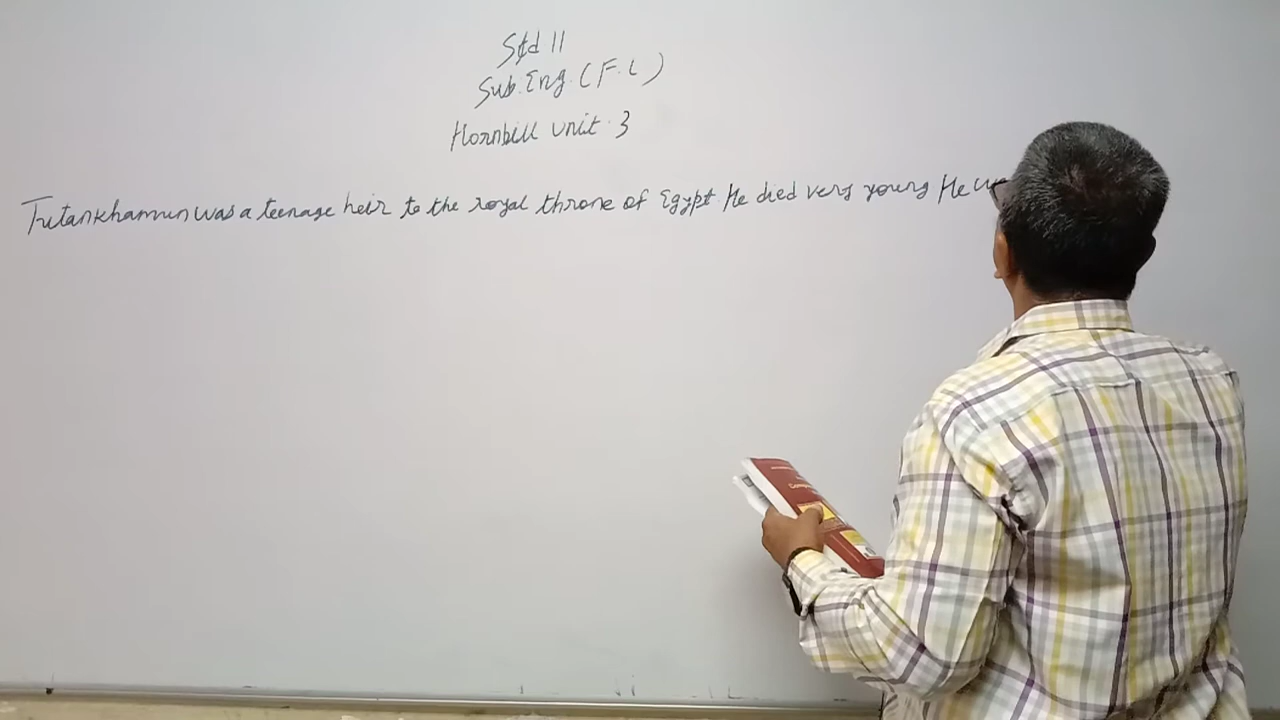 Std 11
Sub. Eng. (F.L)
Hornbill Unit. 3
Tutankhamun was a teenage heir to the royal throne of Egypt. He died very young He